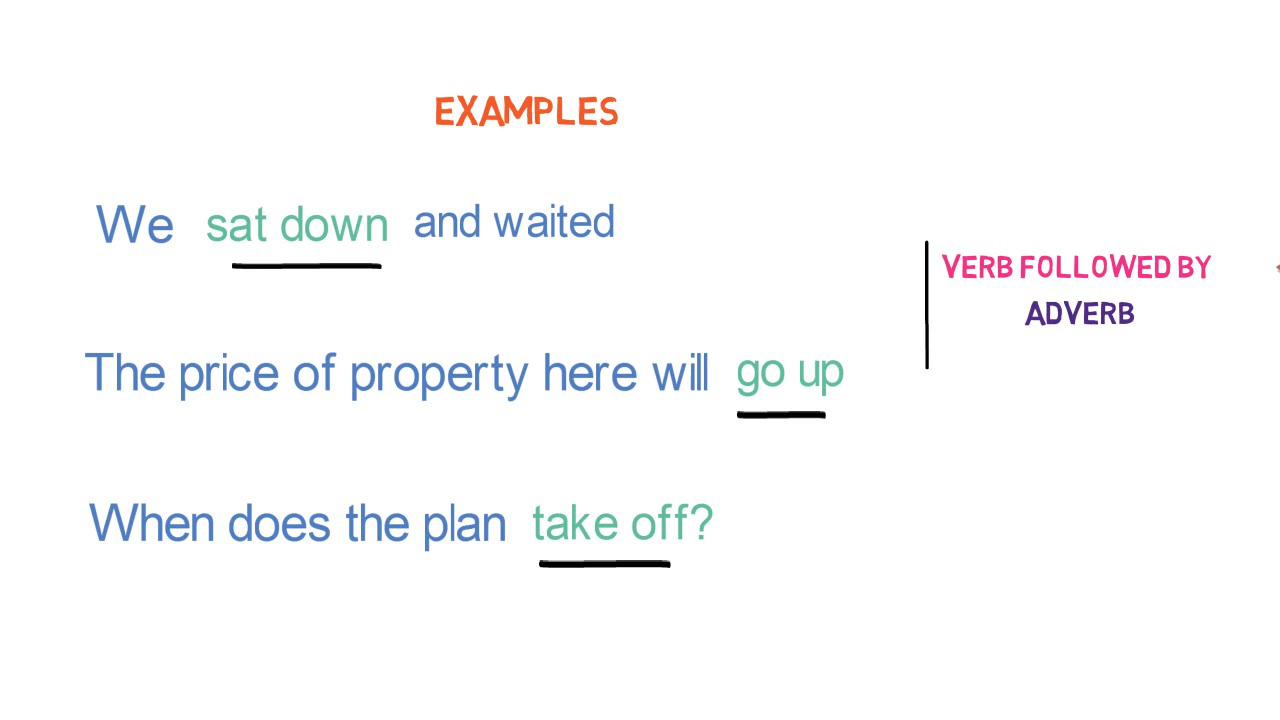 EXAMPLES
We sat down and waited
VERB FOLLOWED BY
ADVERB
The price of property here will go up
When does the plan take off?